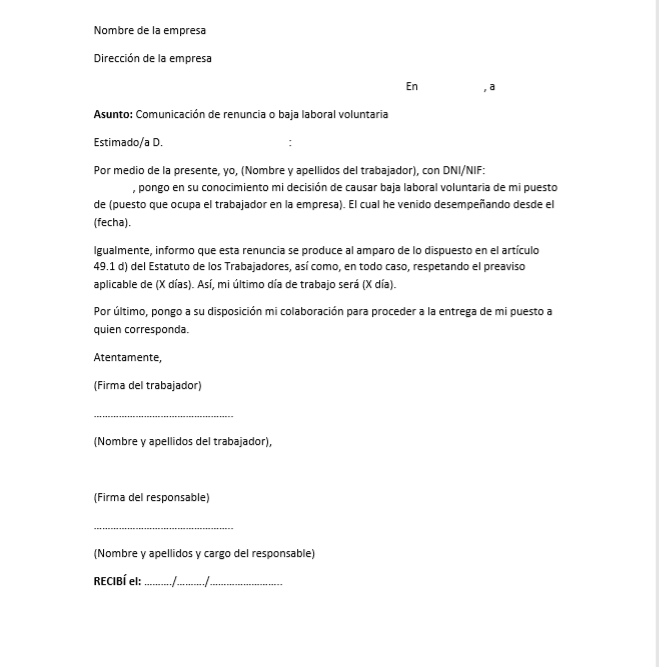 Nombre de la empresa
Dirección de la empresa
En , a
Asunto: Comunicación de renuncia o baja laboral voluntaria
Estimado/a D. :
Por medio de la presente, yo, (Nombre y apellidos del trabajador), con DNI/NIF:
, pongo en su conocimiento mi decisión de causar baja laboral voluntaria de mi puesto
de (puesto que ocupa el trabajador en la empresa). El cual he venido desempeñando desde el
(fecha).
Igualmente, informo que esta renuncia se produce al amparo de lo dispuesto en el artículo
49.1 d) del Estatuto de los Trabajadores, así como, en todo caso, respetando el preaviso
aplicable de (X días). Así, mi último día de trabajo será (X día).
Por último, pongo a su disposición mi colaboración para proceder a la entrega de mi puesto a
quien corresponda.
Atentamente,
(Firma del trabajador)
..................................................
(Nombre y apellidos del trabajador),
(Firma del responsable)
..................................................
(Nombre y apellidos y cargo del responsable)
RECIBÍ el: ........../........../..........................